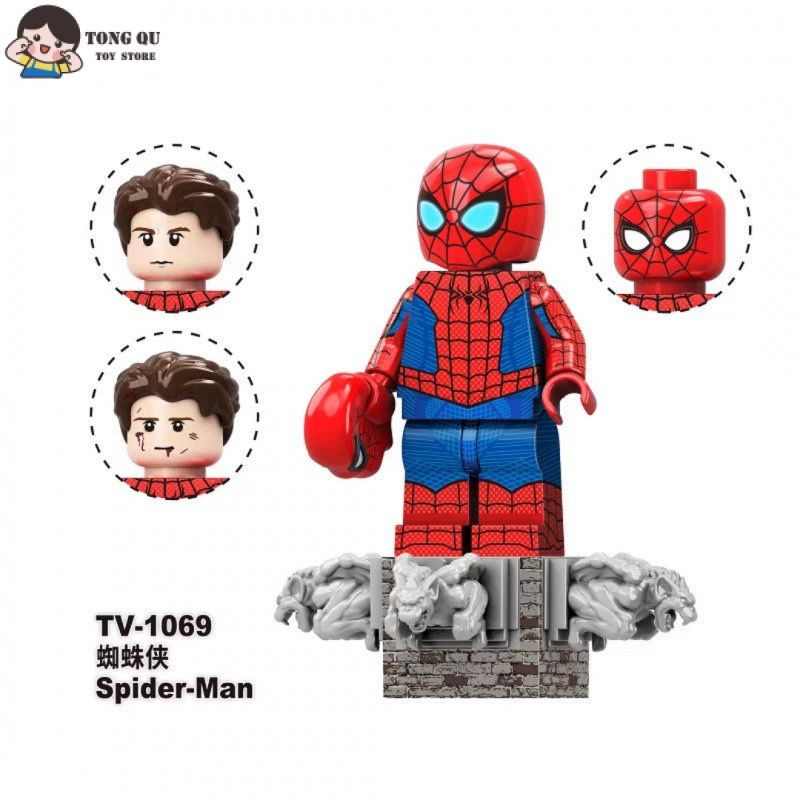 TONG QU
TOY STORE
TV-1069
蜘蛛侠
Spider-Man